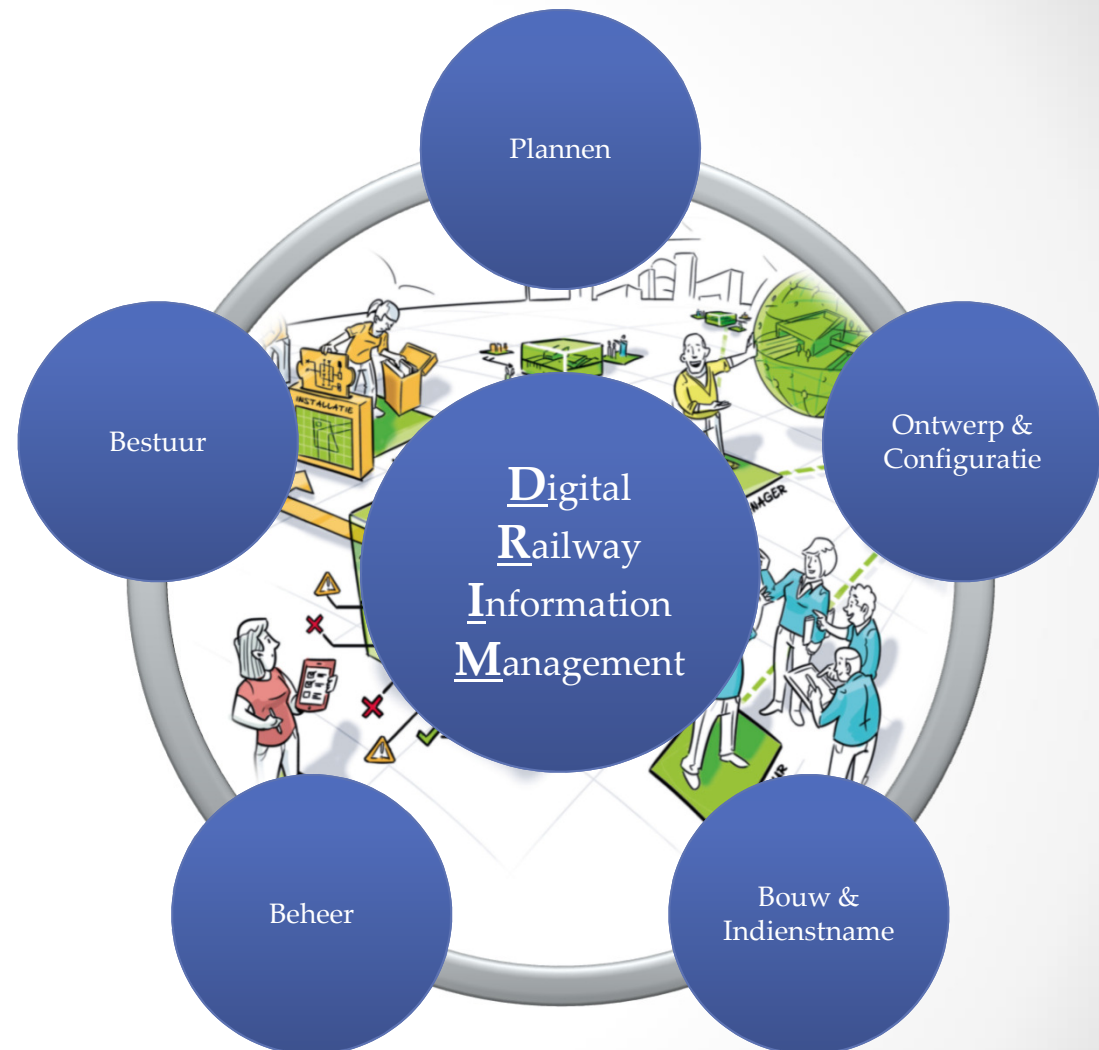 Plannen
Ontwerp &
Configuratie
Bestuur
INSTALLATIE
Digital
Railway
Information
Management
Beheer
Bouw &
Indienstname